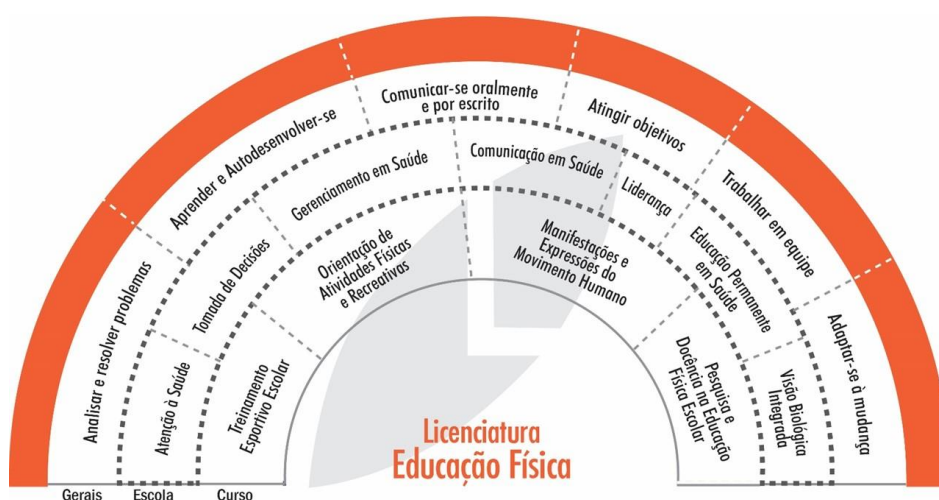 Analisar e resolver problemas
Aprender e Autodesenvolver-se
Comunicar-se oralmente
e por escrito
Atingir objetivos
Trabalhar em equipe
Adaptar-se à mudança
Atenção à Saúde
Tomada de Decisões
Gerenciamento em Saúde
Comunicação em Saúde
Liderança
Educação Permanente
em Saúde
Visão Biológica
Integrada
Treinamento
Esportivo Escolar
Orientação de
Atividades Físicas
e Recreativas
Manifestações e
Expressões do
Movimento Humano
Pesquisa e
Docência na Educação
Física Escolar
Licenciatura
Educação Física
Gerais
Escola
Curso